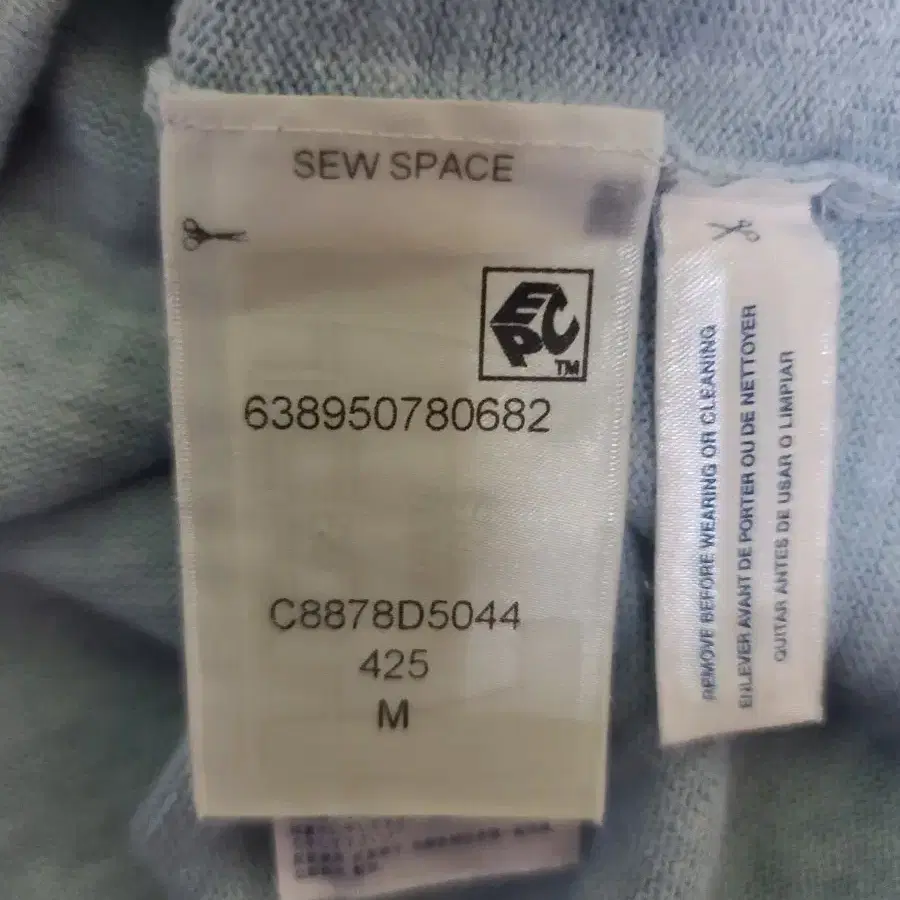 SEW SPACE
EPC
TM
638950780682
C8878D5044
425
M
REMOVE BEFORE WEARING OR CLEANING
ENLEVER AVANT DE PORTER OU DE NETTOYER
QUITAR ANTES DE USAR O LIMPIAR